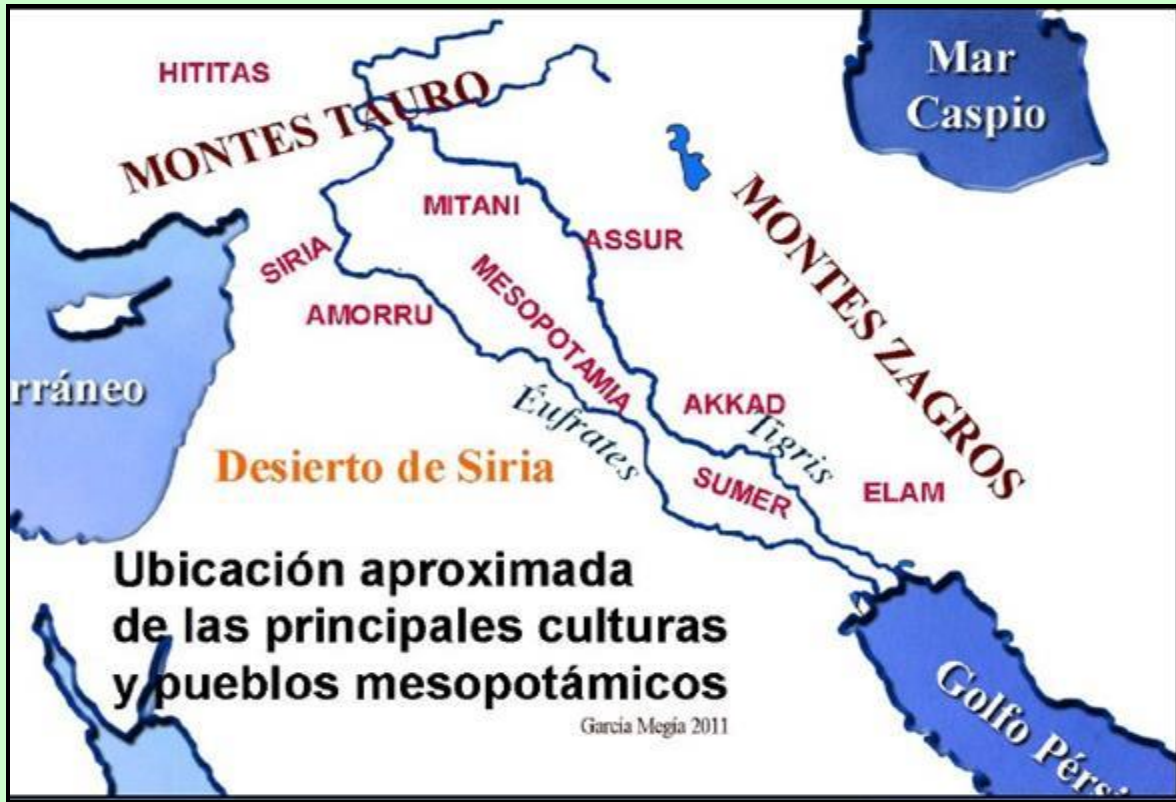 HITITAS
Mar
Caspio
MONTES TAURO
MITANI
MONTES ZAGROS
ASSUR
SIRIA
MESOPOTAMIA
AMORRU
rráneo
Éufrates
AKKAD
Tigris
Desierto de Siria
SUMER
ELAM
Ubicación aproximada
de las principales culturas
y pueblos mesopotámicos
García Megía 2011
Golfo Pérsi